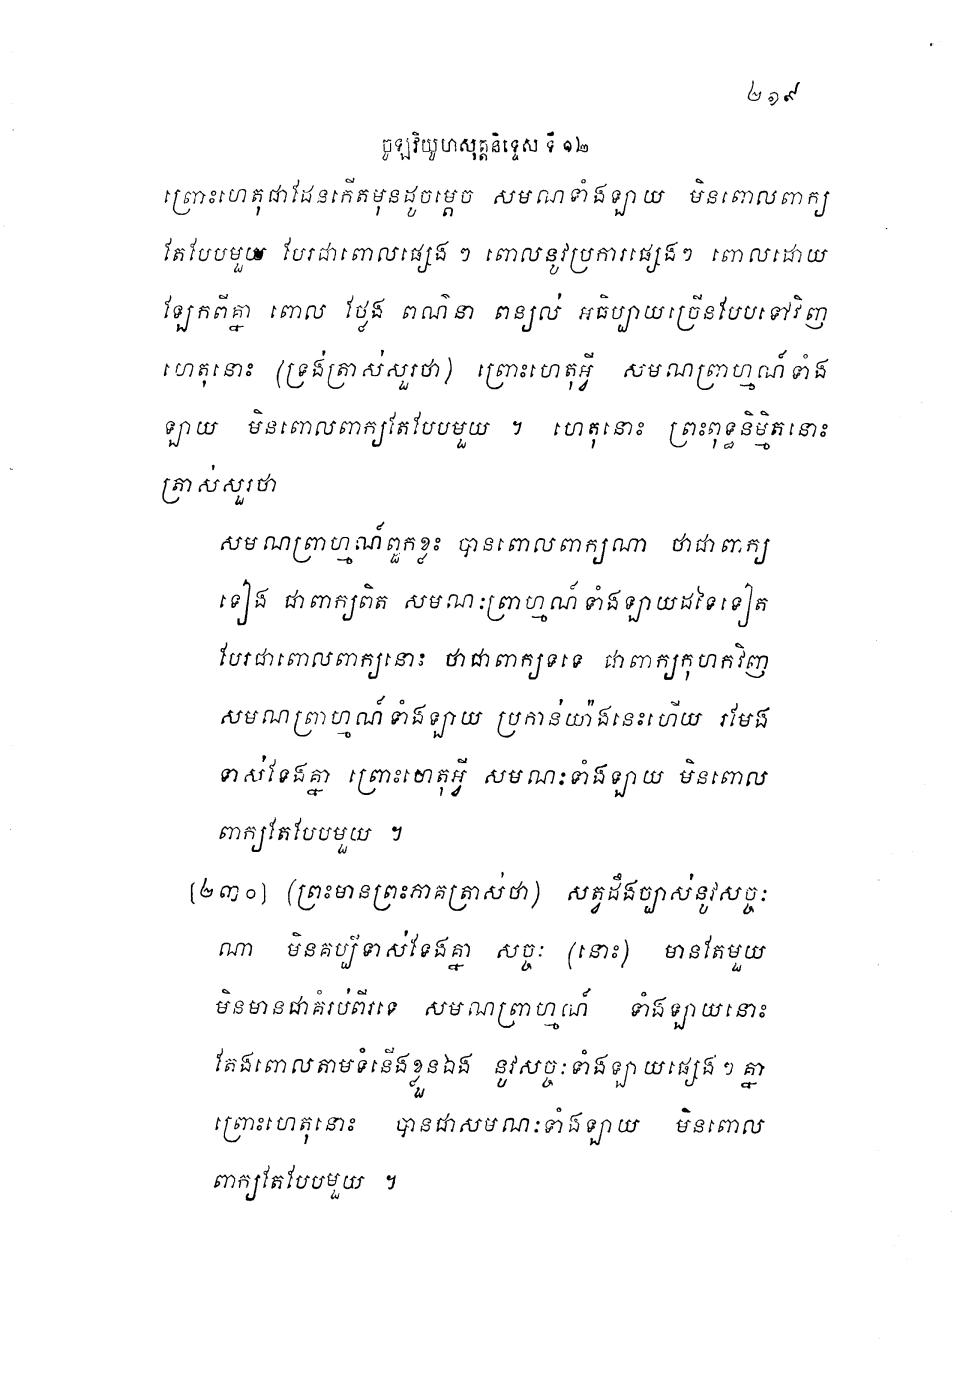 ២១៩
ចូឡវិយូហសុត្តនិទ្ទេស ទី ១២
ព្រោះហេតុជាដែនកើតមុនដូចម្ដេច សមណទាំងឡាយ មិនពោលពាក្យ
តែបែបមួយ បែរជាពោលផ្សេង ៗ ពោលនូវប្រការផ្សេងៗ ពោលដោយ
ឡែកពីគ្នា ពោល ថ្លែង ពណ៌នា ពន្យល់ អធិប្បាយច្រើនបែបទៅវិញ
ហេតុនោះ (ទ្រង់ត្រាស់សួរថា) ព្រោះហេតុអ្វី សមណព្រាហ្មណ៍ទាំង
ឡាយ មិនពោលពាក្យតែបែបមួយ ។ ហេតុនោះ ព្រះពុទ្ធនិម្មិតនោះ
ត្រាស់សួរថា
សមណព្រាហ្មណ៍ពួកខ្លះ បានពោលពាក្យណា ថាជាពាក្យ
ទៀង ជាពាក្យពិត សមណៈព្រាហ្មណ៍ទាំងឡាយដទៃទៀត
បែរជាពោលពាក្យនោះ ថាជាពាក្យទទេ ជាពាក្យកុហកវិញ
សមណព្រាហ្មណ៍ទាំងឡាយ ប្រកាន់យ៉ាងនេះហើយ រមែង
ទាស់ទែងគ្នា ព្រោះហេតុអ្វី សមណៈទាំងឡាយ មិនពោល
ពាក្យតែបែបមួយ ។
[២៣០] (ព្រះមានព្រះភាគត្រាស់ថា) សត្វដឹងច្បាស់នូវសច្ចៈ
ណា មិនគប្បីទាស់ទែងគ្នា សច្ចៈ (នោះ) មានតែមួយ
មិនមានជាគំរប់ពីរទេ សមណព្រាហ្មណ៍ ទាំងឡាយនោះ
តែងពោលតាមទំនើងខ្លួនឯង នូវសច្ចៈទាំងឡាយផ្សេងៗគ្នា
ព្រោះហេតុនោះ បានជាសមណៈទាំងឡាយ មិនពោល
ពាក្យតែបែបមួយ ។